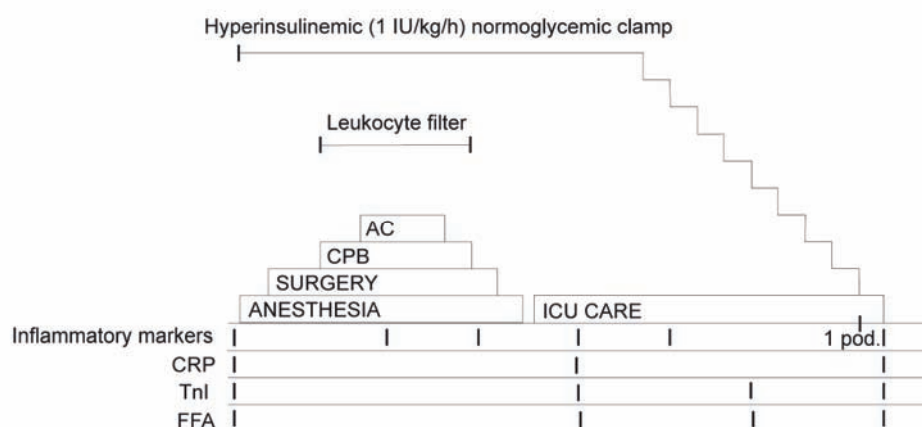 Hyperinsulinemic (1 IU/kg/h) normoglycemic clamp
Leukocyte filter
AC
CPB
SURGERY
ANESTHESIA
ICU CARE
Inflammatory markers
1 pod.
CRP
TnI
FFA